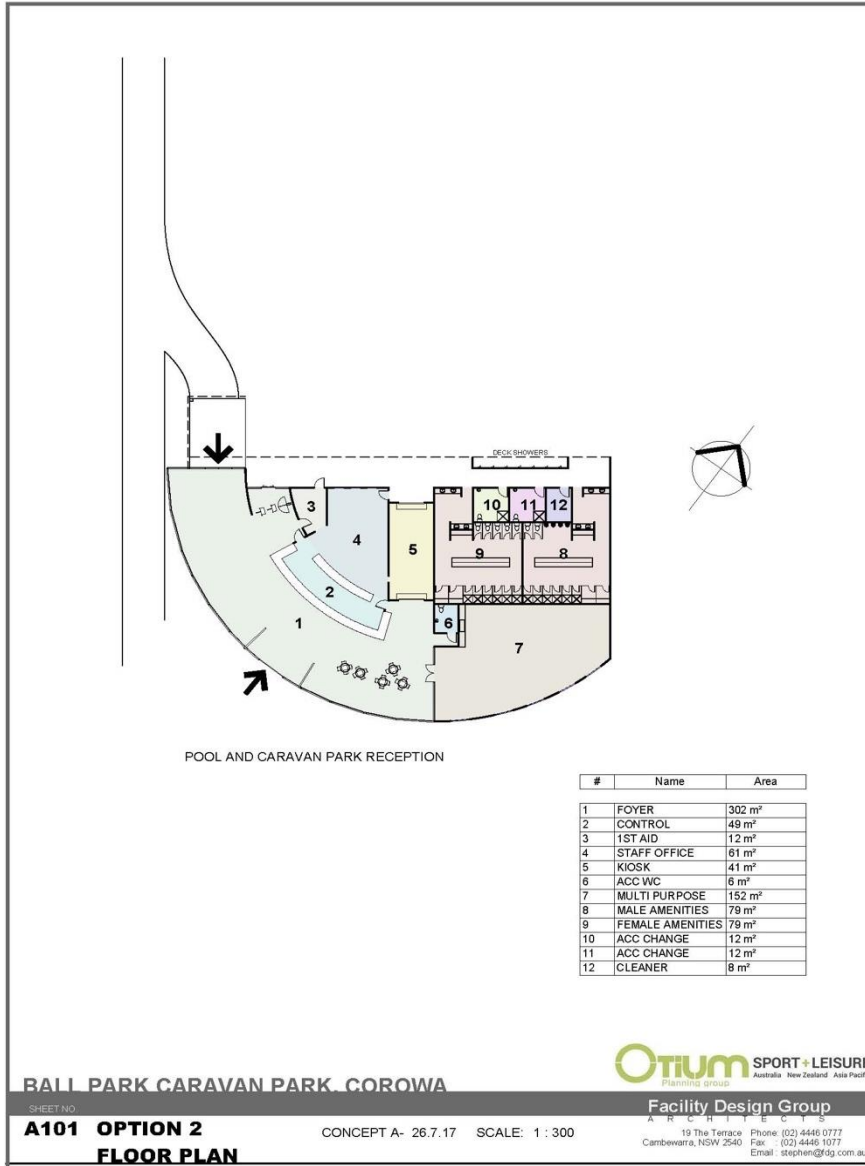 DECK SHOWERS
3
10
11
12
4
5
9
8
2
1
6
7
POOL AND CARAVAN PARK RECEPTION
# Name Area
1 FOYER 302 m²
2 CONTROL 49 m²
3 1ST AID 12 m²
4 STAFF OFFICE 61 m²
5 KIOSK 41 m²
6 ACC WC 6 m²
7 MULTI PURPOSE 152 m²
8 MALE AMENITIES 79 m²
9 FEMALE AMENITIES 79 m²
10 ACC CHANGE 12 m²
11 ACC CHANGE 12 m²
12 CLEANER 8 m²
OTiUM SPORT+LEISURE
Planning group Australia New Zealand Asia Pacif
BALL PARK CARAVAN PARK, COROWA
SHEET NO.
Facility Design Group
A R C H I T E C T S
A101 OPTION 2
FLOOR PLAN
CONCEPT A- 26.7.17 SCALE: 1 : 300
19 The Terrace Phone: (02) 4446 0777
Cambewarra, NSW 2540 Fax : (02) 4446 1077
Email : stephen@fdg.com.au